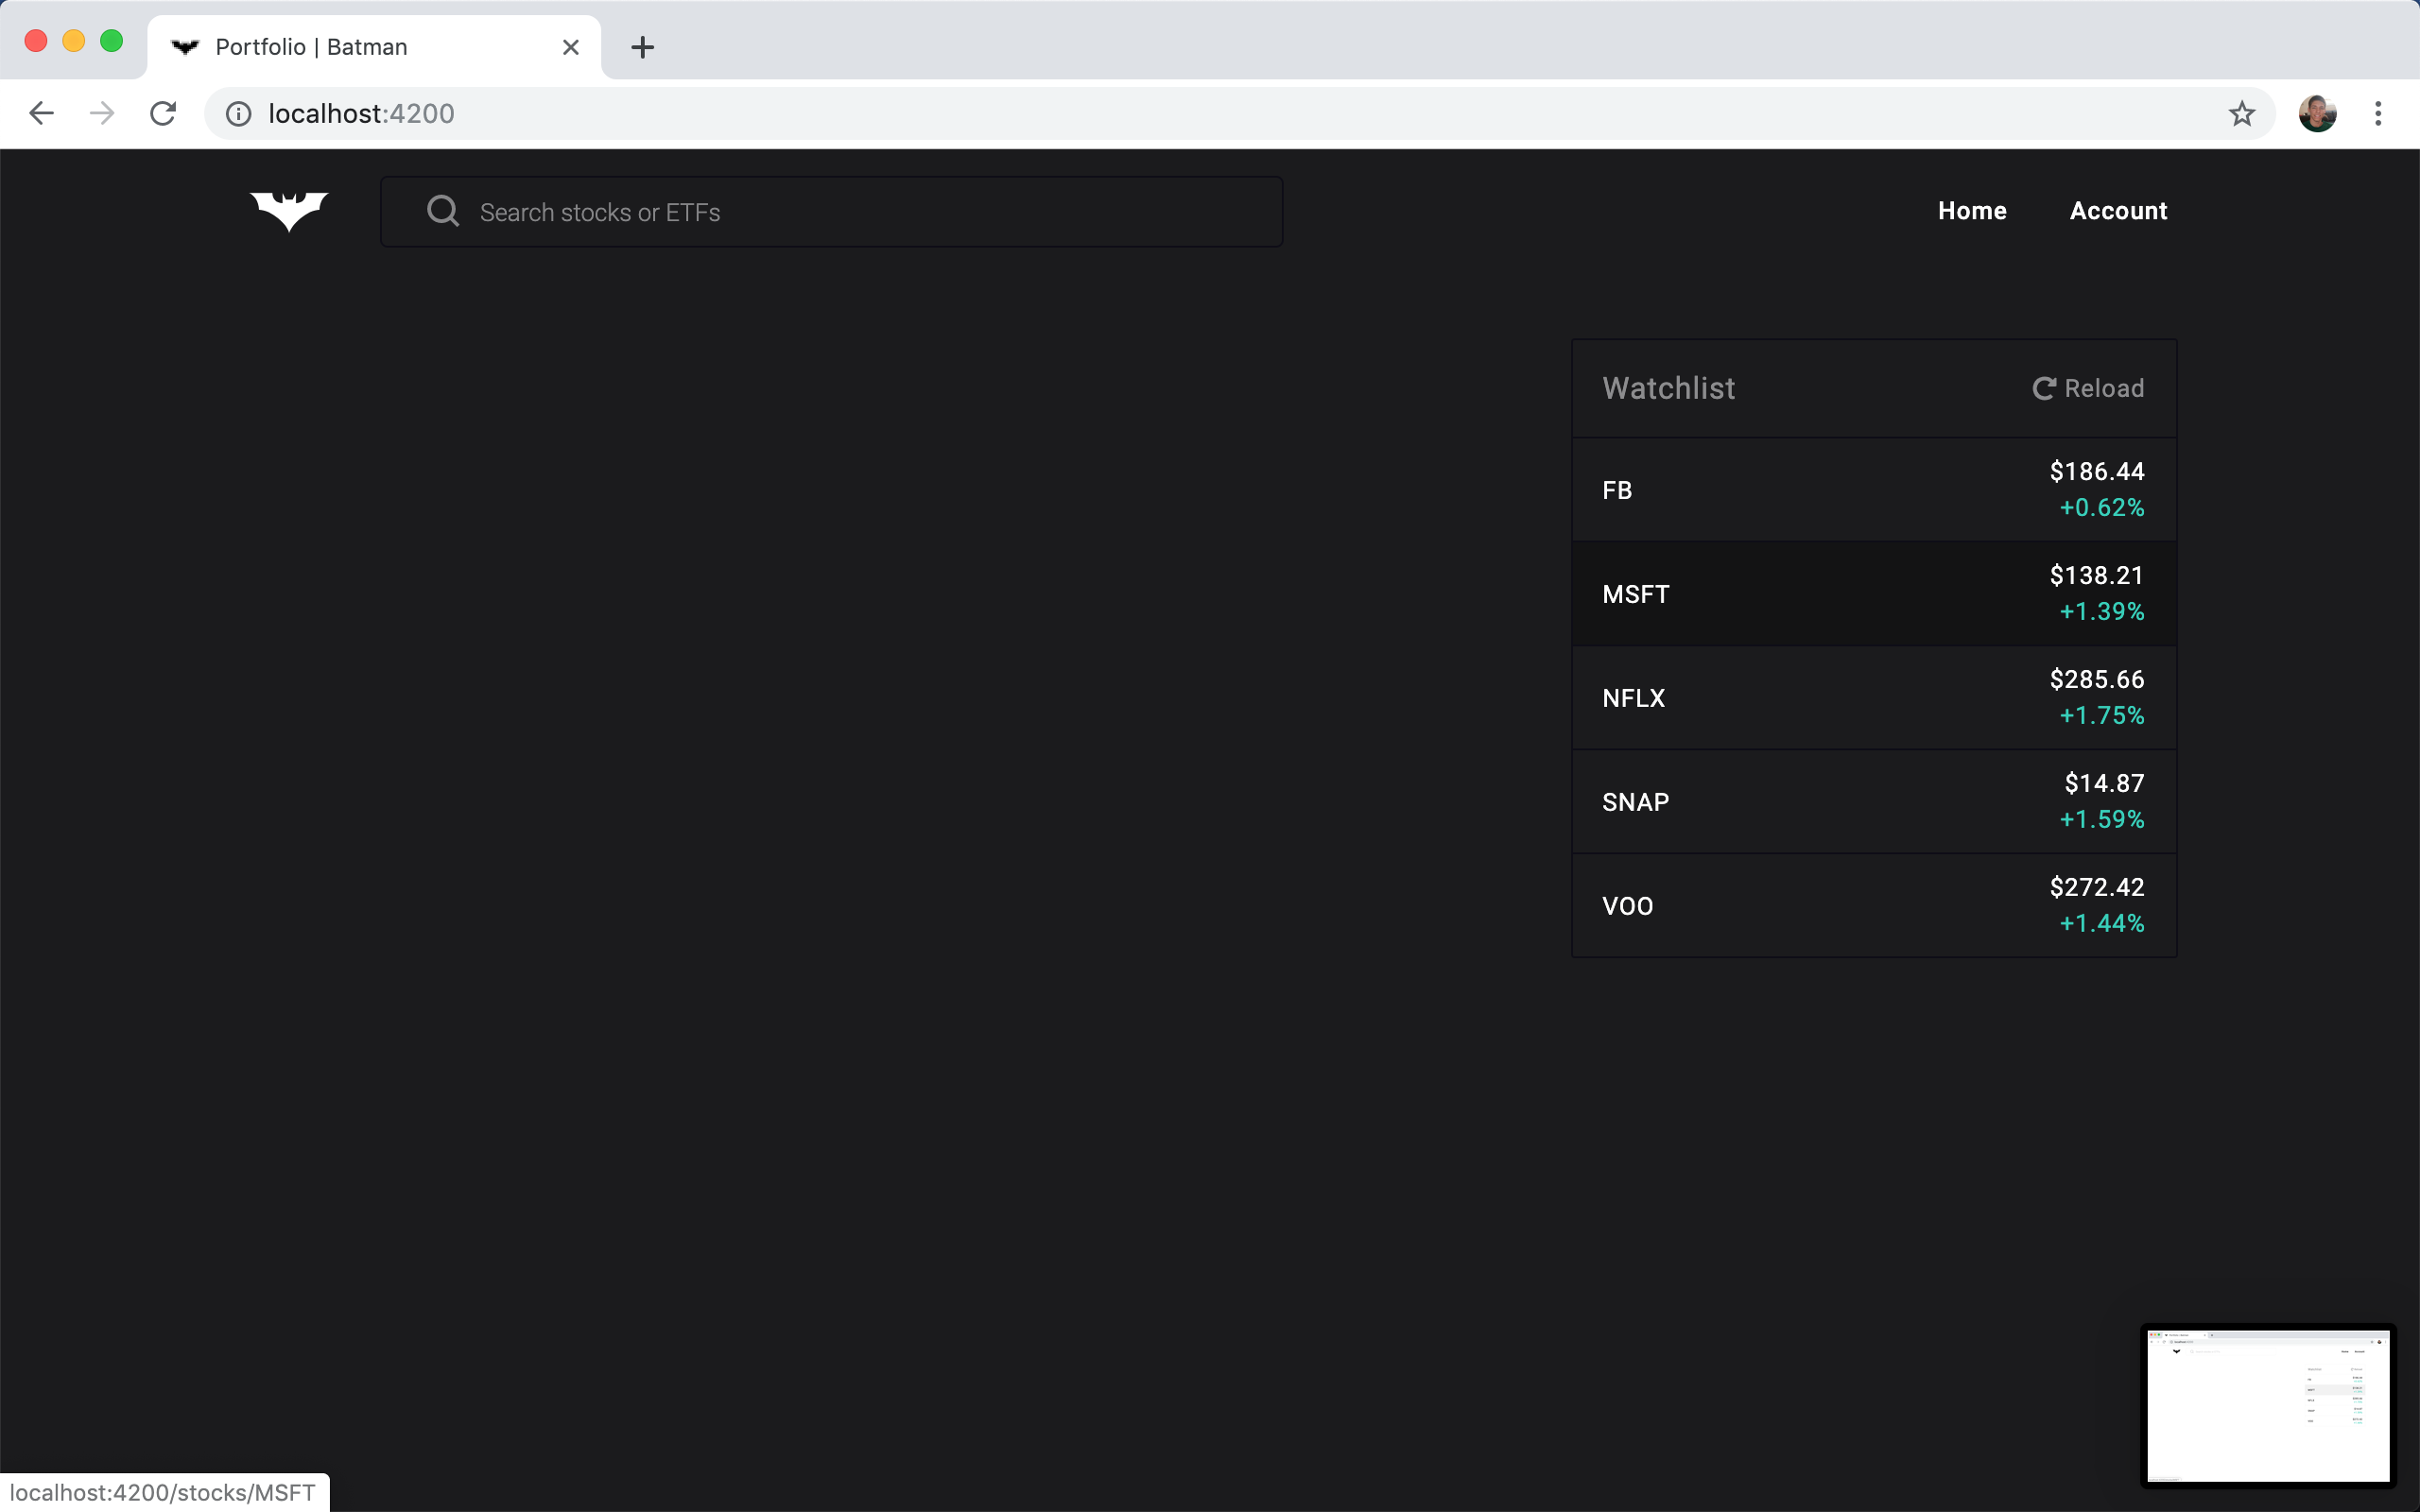 Portfolio | Batman
localhost:4200
Search stocks or ETFs
Home
Account
Watchlist
Reload
FB
$186.44
+0.62%
MSFT
$138.21
+1.39%
NFLX
$285.66
+1.75%
SNAP
$14.87
+1.59%
VOO
$272.42
+1.44%
localhost:4200/stocks/MSFT